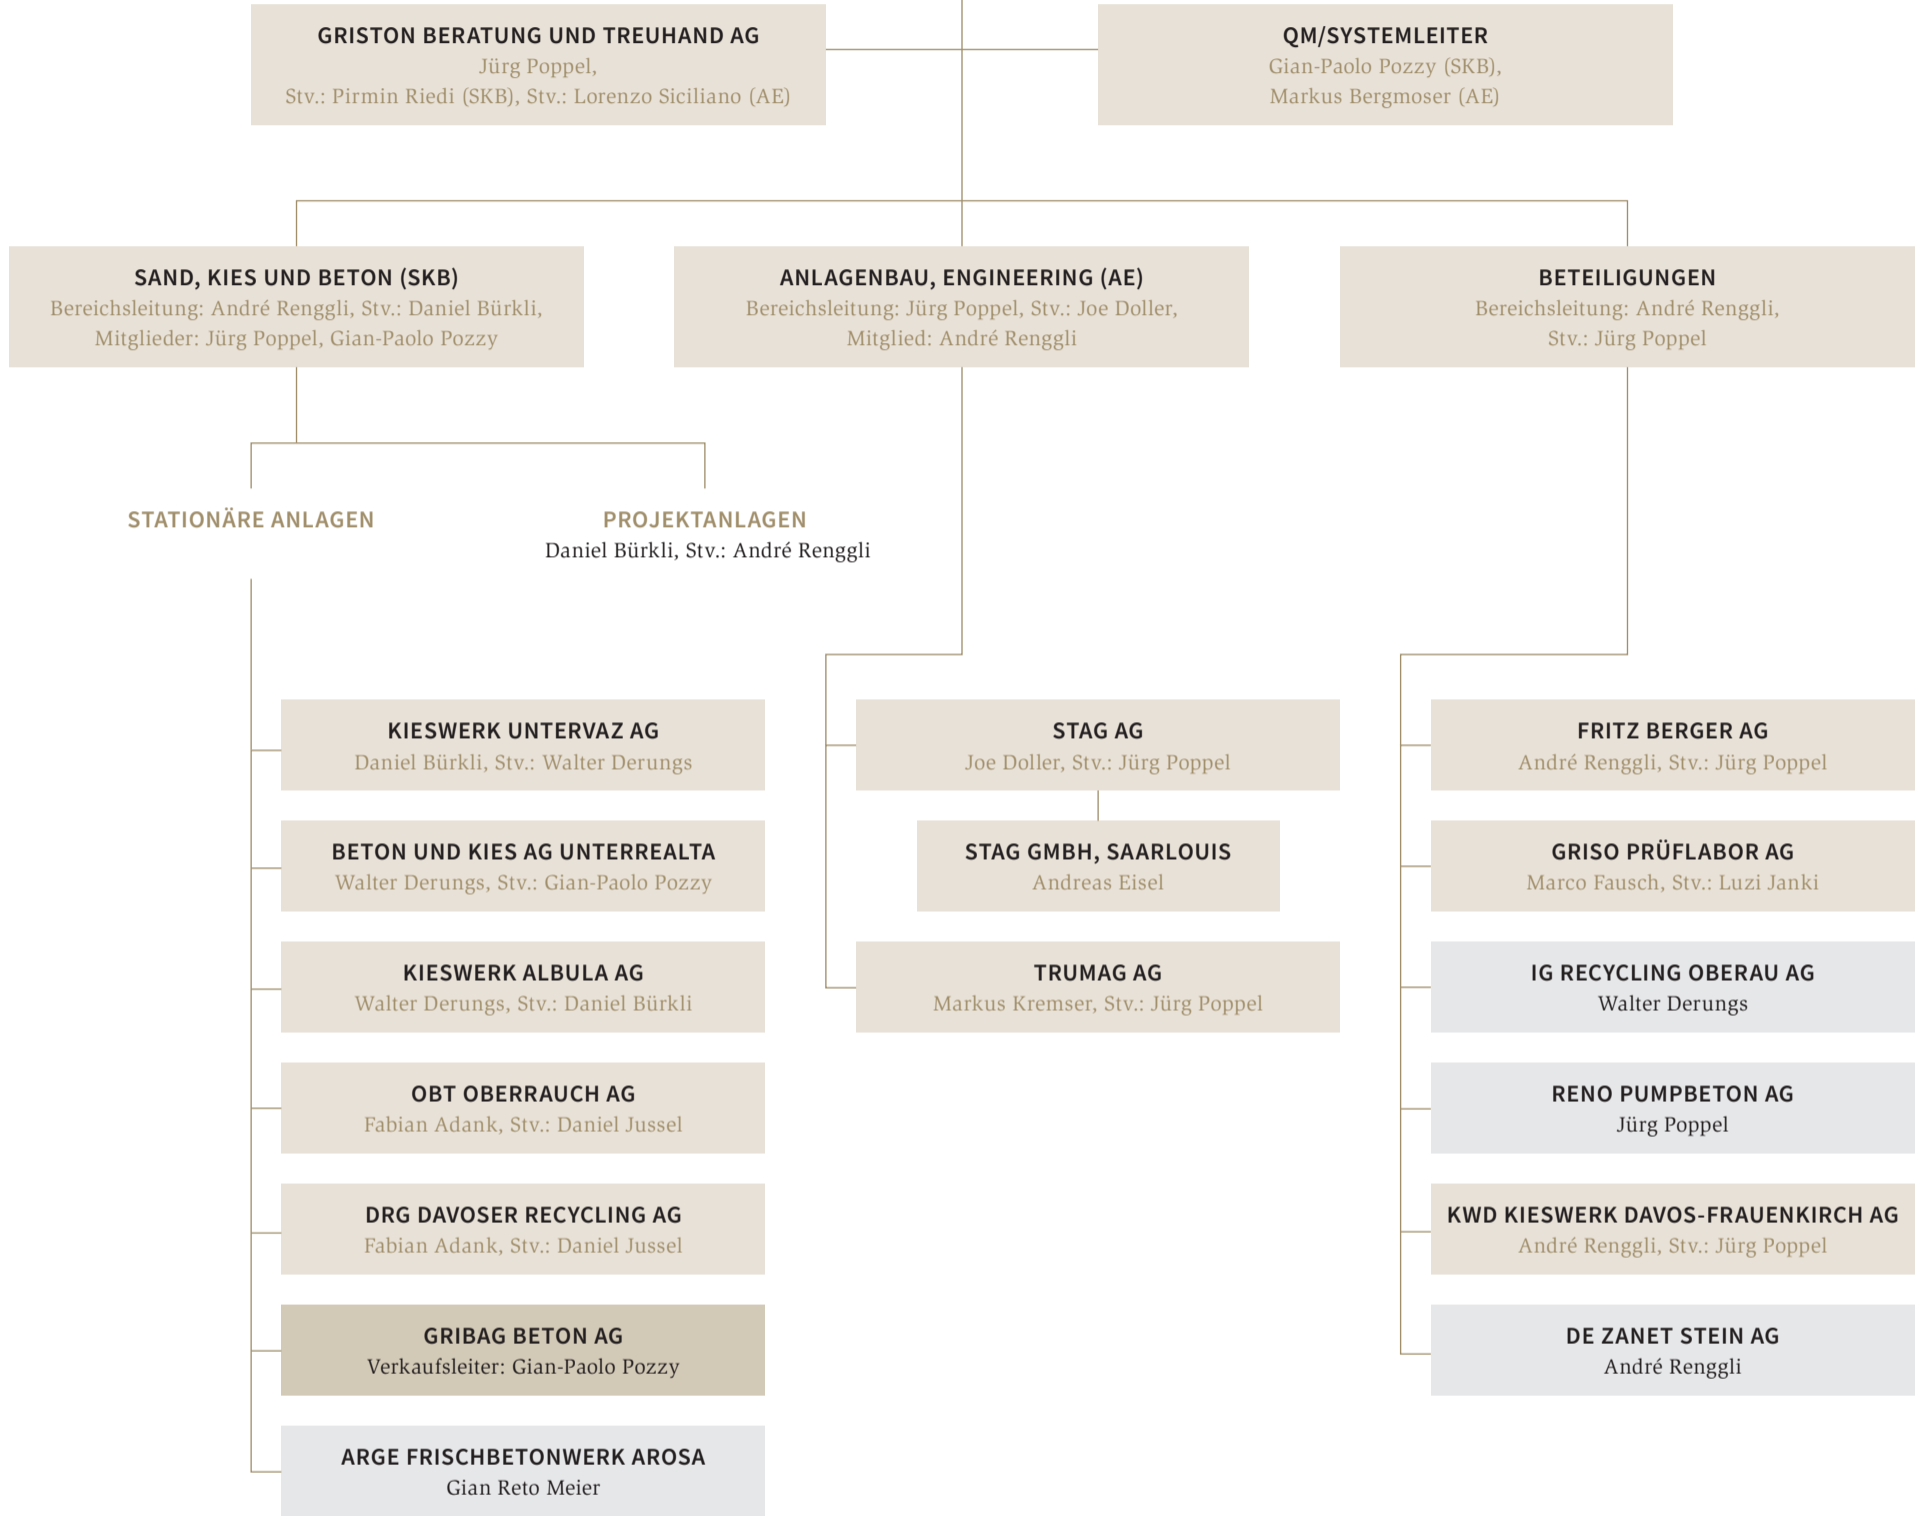 GRISTON BERATUNG UND TREUHAND AG
Jürg Poppel,
Stv.: Pirmin Riedi (SKB), Stv.: Lorenzo Siciliano (AE)
QM/SYSTEMLEITER
Gian-Paolo Pozzy (SKB),
Markus Bergmoser (AE)
SAND, KIES UND BETON (SKB)
Bereichsleitung: André Renggli, Stv.: Daniel Bürkli,
Mitglieder: Jürg Poppel, Gian-Paolo Pozzy
ANLAGENBAU, ENGINEERING (AE)
Bereichsleitung: Jürg Poppel, Stv.: Joe Doller,
Mitglied: André Renggli
BETEILIGUNGEN
Bereichsleitung: André Renggli,
Stv.: Jürg Poppel
STATIONÄRE ANLAGEN
PROJEKTANLAGEN
Daniel Bürkli, Stv.: André Renggli
KIESWERK UNTERVAZ AG
Daniel Bürkli, Stv.: Walter Derungs
BETON UND KIES AG UNTERREALTA
Walter Derungs, Stv.: Gian-Paolo Pozzy
KIESWERK ALBULA AG
Walter Derungs, Stv.: Daniel Bürkli
OBT OBERRAUCH AG
Fabian Adank, Stv.: Daniel Jussel
DRG DAVOSER RECYCLING AG
Fabian Adank, Stv.: Daniel Jussel
GRIBAG BETON AG
Verkaufsleiter: Gian-Paolo Pozzy
ARGE FRISCHBETONWERK AROSA
Gian Reto Meier
STAG AG
Joe Doller, Stv.: Jürg Poppel
STAG GMBH, SAARLOUIS
Andreas Eisel
TRUMAG AG
Markus Kremser, Stv.: Jürg Poppel
FRITZ BERGER AG
André Renggli, Stv.: Jürg Poppel
GRISO PRÜFLABOR AG
Marco Fausch, Stv.: Luzi Janki
IG RECYCLING OBERAU AG
Walter Derungs
RENO PUMPBETON AG
Jürg Poppel
KWD KIESWERK DAVOS-FRAUENKIRCH AG
André Renggli, Stv.: Jürg Poppel
DE ZANET STEIN AG
André Renggli